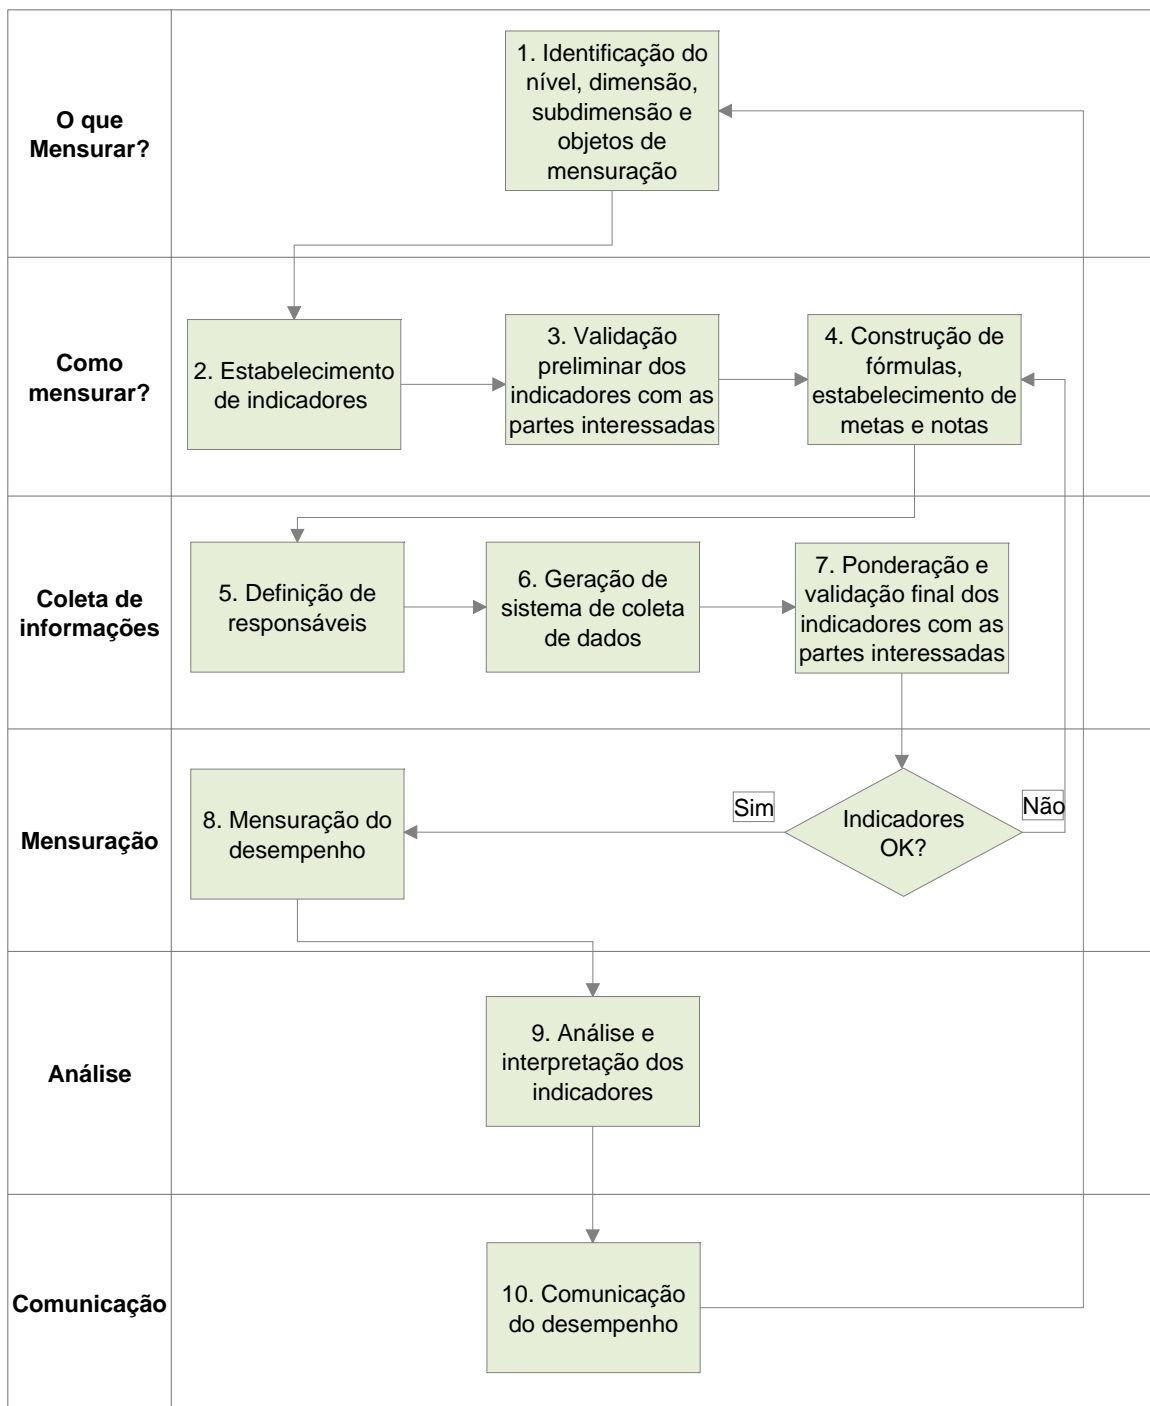 O que
Mensurar?
1. Identificação do
nível, dimensão,
subdimensão e
objetos de
mensuração
Como
mensurar?
2. Estabelecimento
de indicadores
3. Validação
preliminar dos
indicadores com as
partes interessadas
4. Construção de
fórmulas,
estabelecimento de
metas e notas
Coleta de
informações
5. Definição de
responsáveis
6. Geração de
sistema de coleta
de dados
7. Ponderação e
validação final dos
indicadores com as
partes interessadas
Mensuração
8. Mensuração do
desempenho
Sim
Indicadores
OK?
Não
Análise
9. Análise e
interpretação dos
indicadores
Comunicação
10. Comunicação
do desempenho